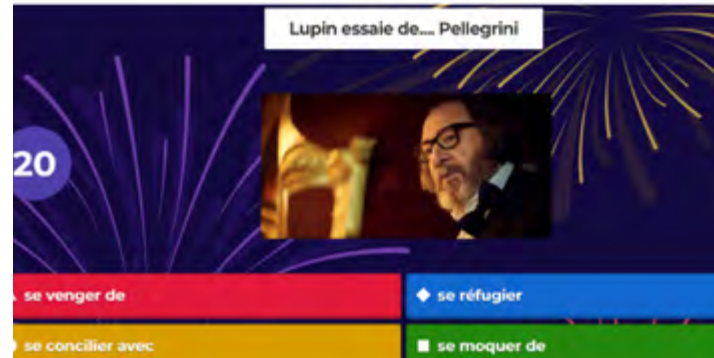 Lupin essaie de.... Pellegrini
20
se venger de
se réfugier
se concilier avec
se moquer de